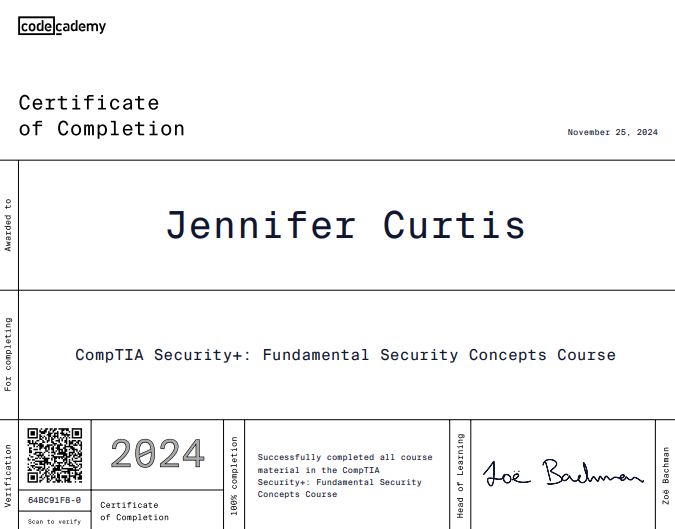 codecademy
Certificate
of Completion
November 25, 2024
Awarded to
Jennifer Curtis
For completing
CompTIA Security+: Fundamental Security Concepts Course
Verification
64BC91F8-0
Scan to verify
2024
Certificate
of Completion
100% completion
Successfully completed all course
material in the CompTIA
Security+: Fundamental Security
Concepts Course
Head of Learning
Zoë Bachman
Zoë Bachman